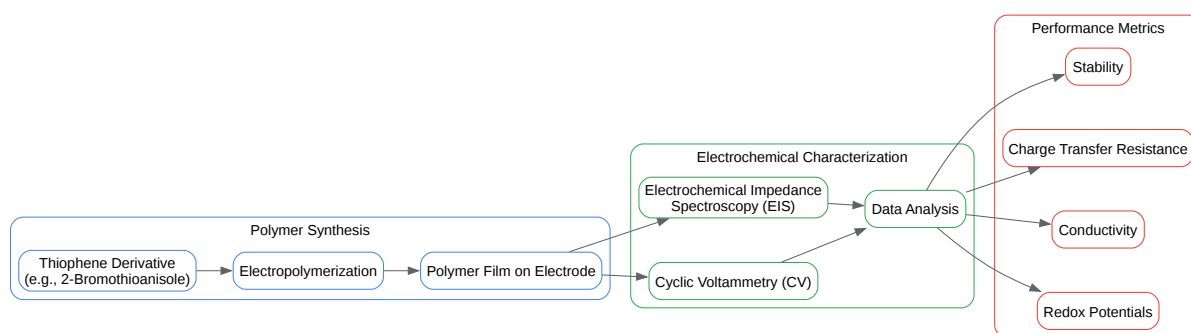 Performance Metrics
Stability
Electrochemical Characterization
Charge Transfer Resistance
Electrochemical Impedance
Spectroscopy (EIS)
Data Analysis
Conductivity
Polymer Synthesis
Thiophene Derivative
(e.g., 2-Bromothioanisole)
Electropolymerization
Polymer Film on Electrode
Cyclic Voltammetry (CV)
Redox Potentials